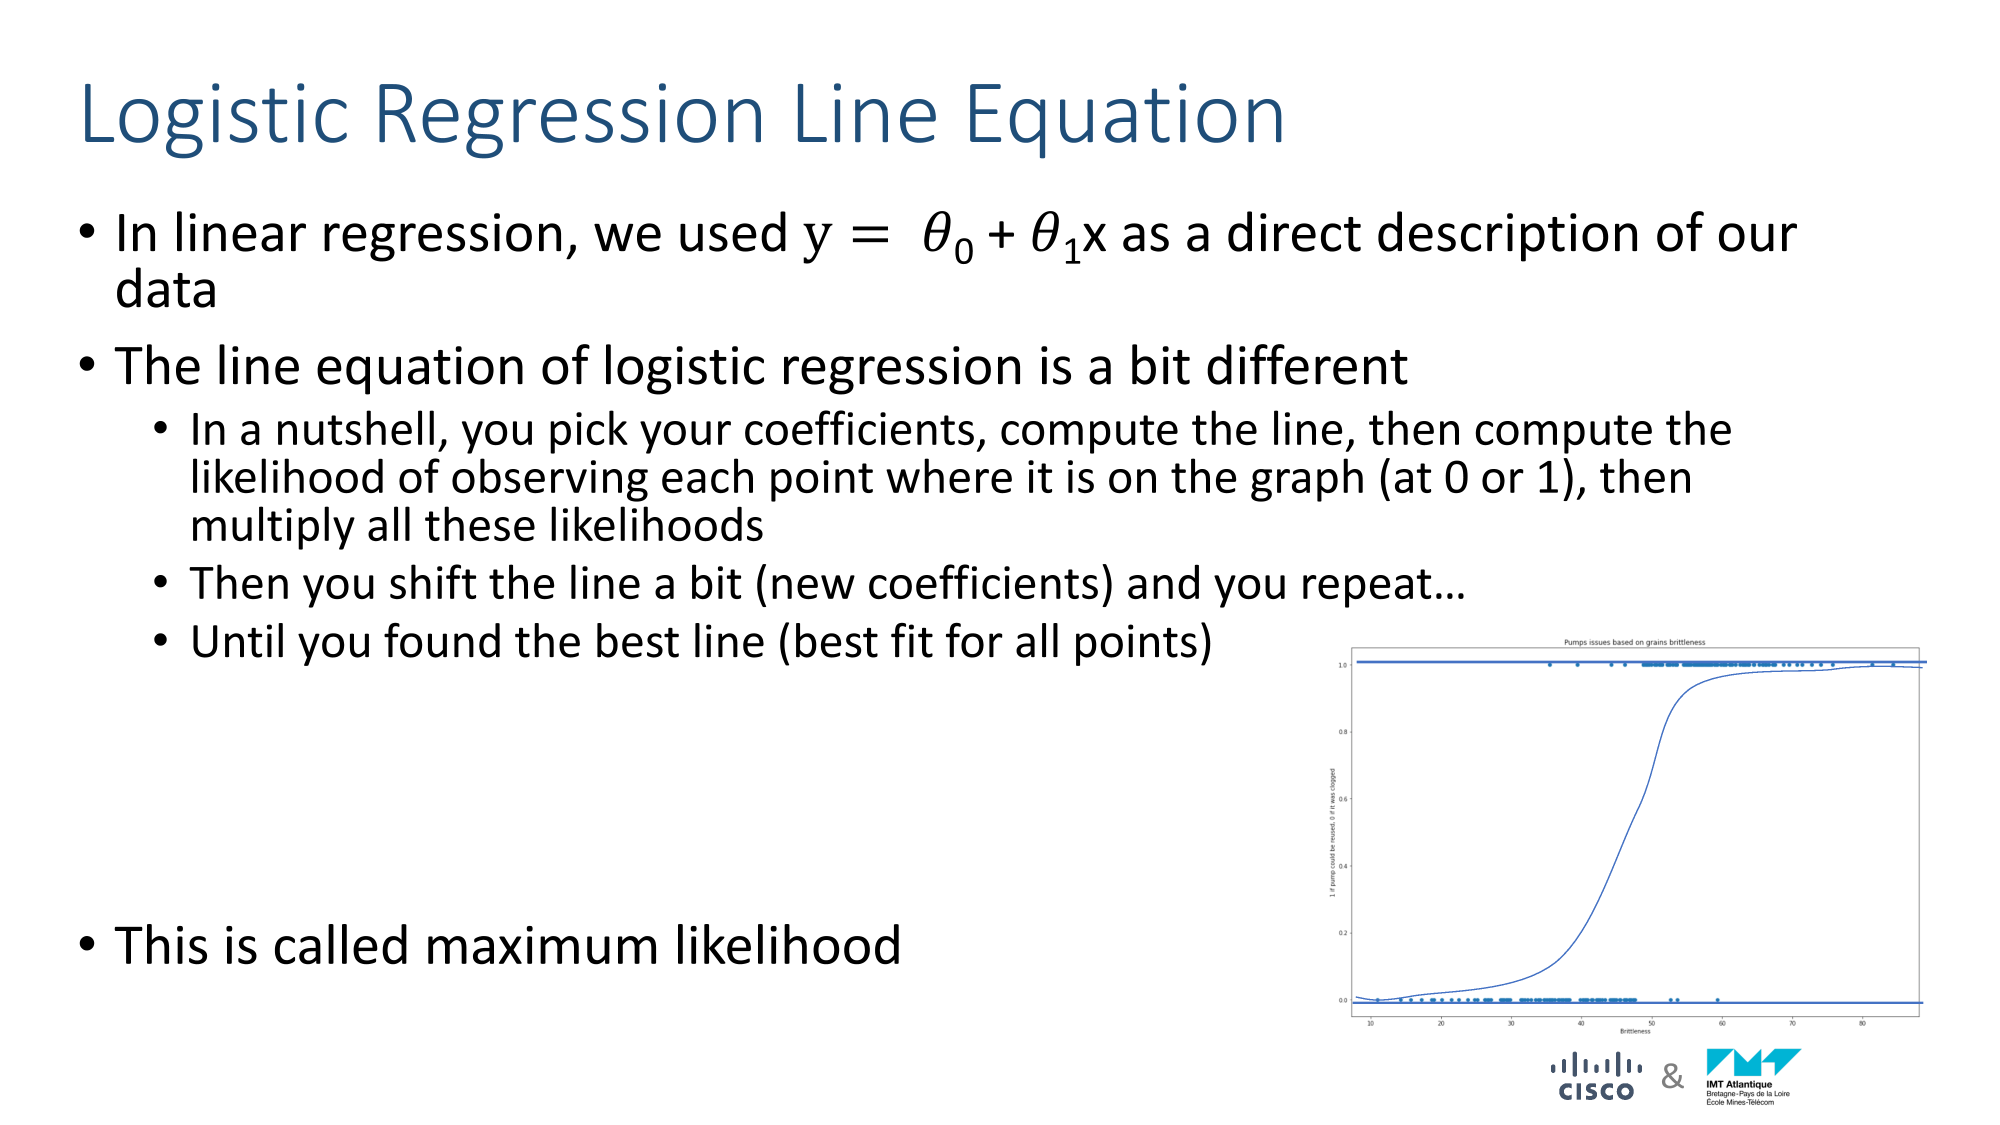 Logistic Regression Line Equation
• In linear regression, we used y = θ₀ + θ₁x as a direct description of our
data
• The line equation of logistic regression is a bit different
• In a nutshell, you pick your coefficients, compute the line, then compute the
likelihood of observing each point where it is on the graph (at 0 or 1), then
multiply all these likelihoods
• Then you shift the line a bit (new coefficients) and you repeat…
• Until you found the best line (best fit for all points)
• This is called maximum likelihood
Pumps issues based on grains brittleness
1 if pump could be reused, 0 if it was clogged
1.0
0.8
0.6
0.4
0.2
0.0
10 20 30 40 50 60 70 80
Brittleness
CISCO & IMT Atlantique
Bretagne-Pays de la Loire
École Mines-Télécom